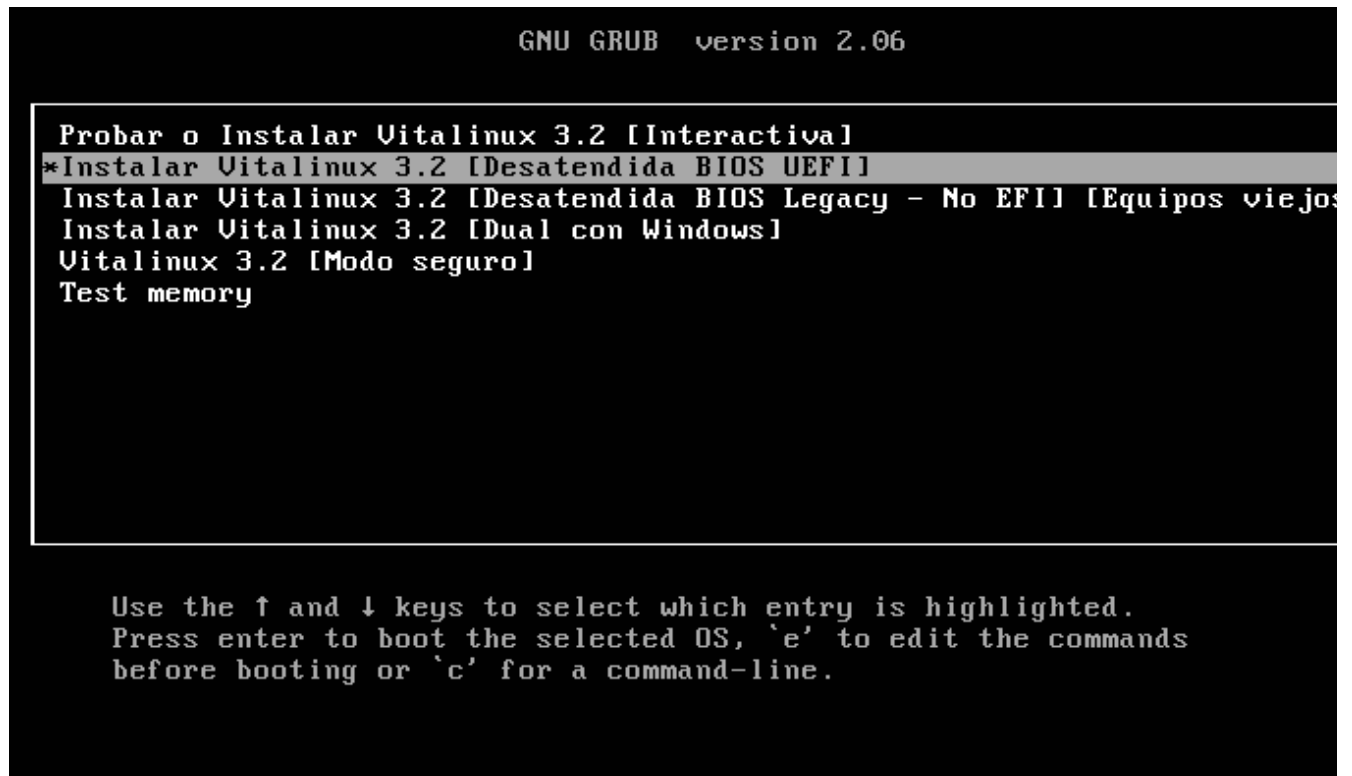 GNU GRUB version 2.06
Probar o Instalar Vitalinux 3.2 [Interactiva]
*Instalar Vitalinux 3.2 [Desatendida BIOS UEFI]
Instalar Vitalinux 3.2 [Desatendida BIOS Legacy - No EFI] [Equipos viejos
Instalar Vitalinux 3.2 [Dual con Windows]
Vitalinux 3.2 [Modo seguro]
Test memory
Use the ↑ and ↓ keys to select which entry is highlighted.
Press enter to boot the selected OS, `e' to edit the commands
before booting or `c' for a command-line.